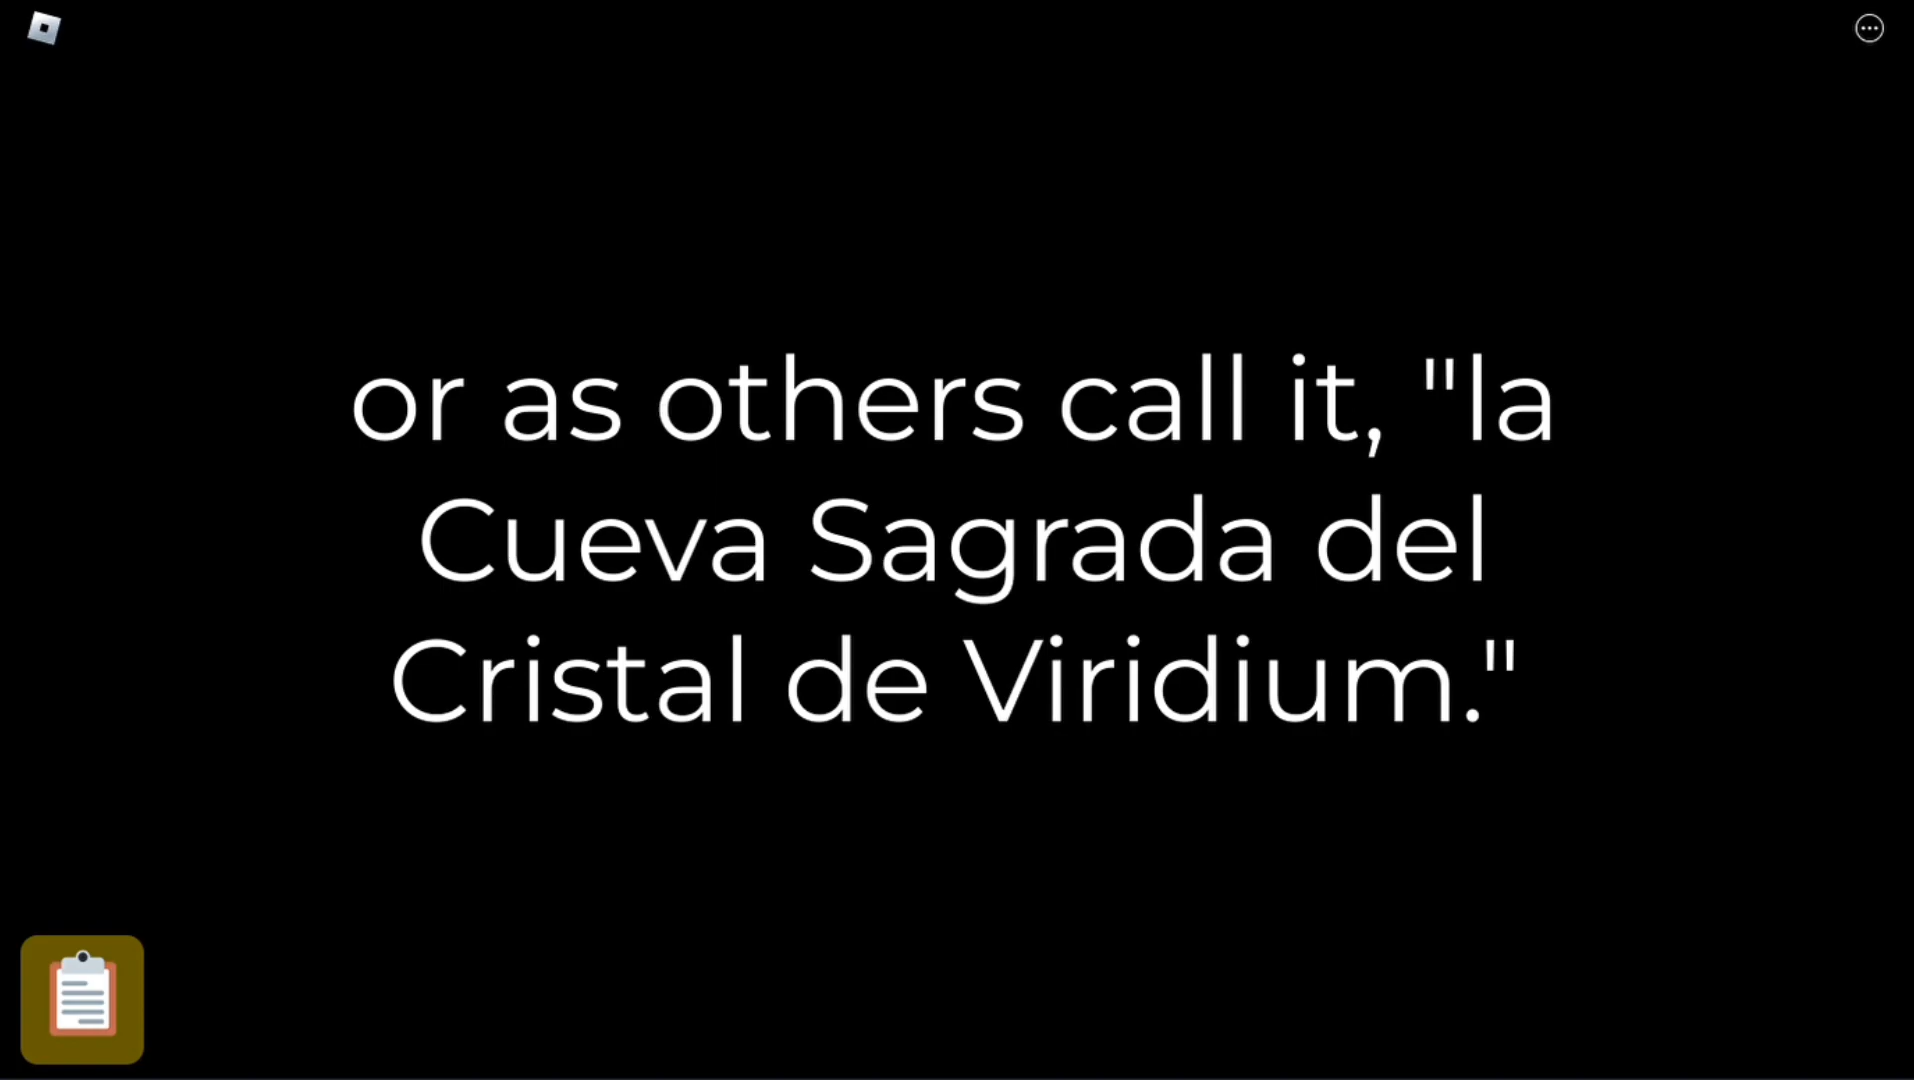 or as others call it, "la
Cueva Sagrada del
Cristal de Viridium."